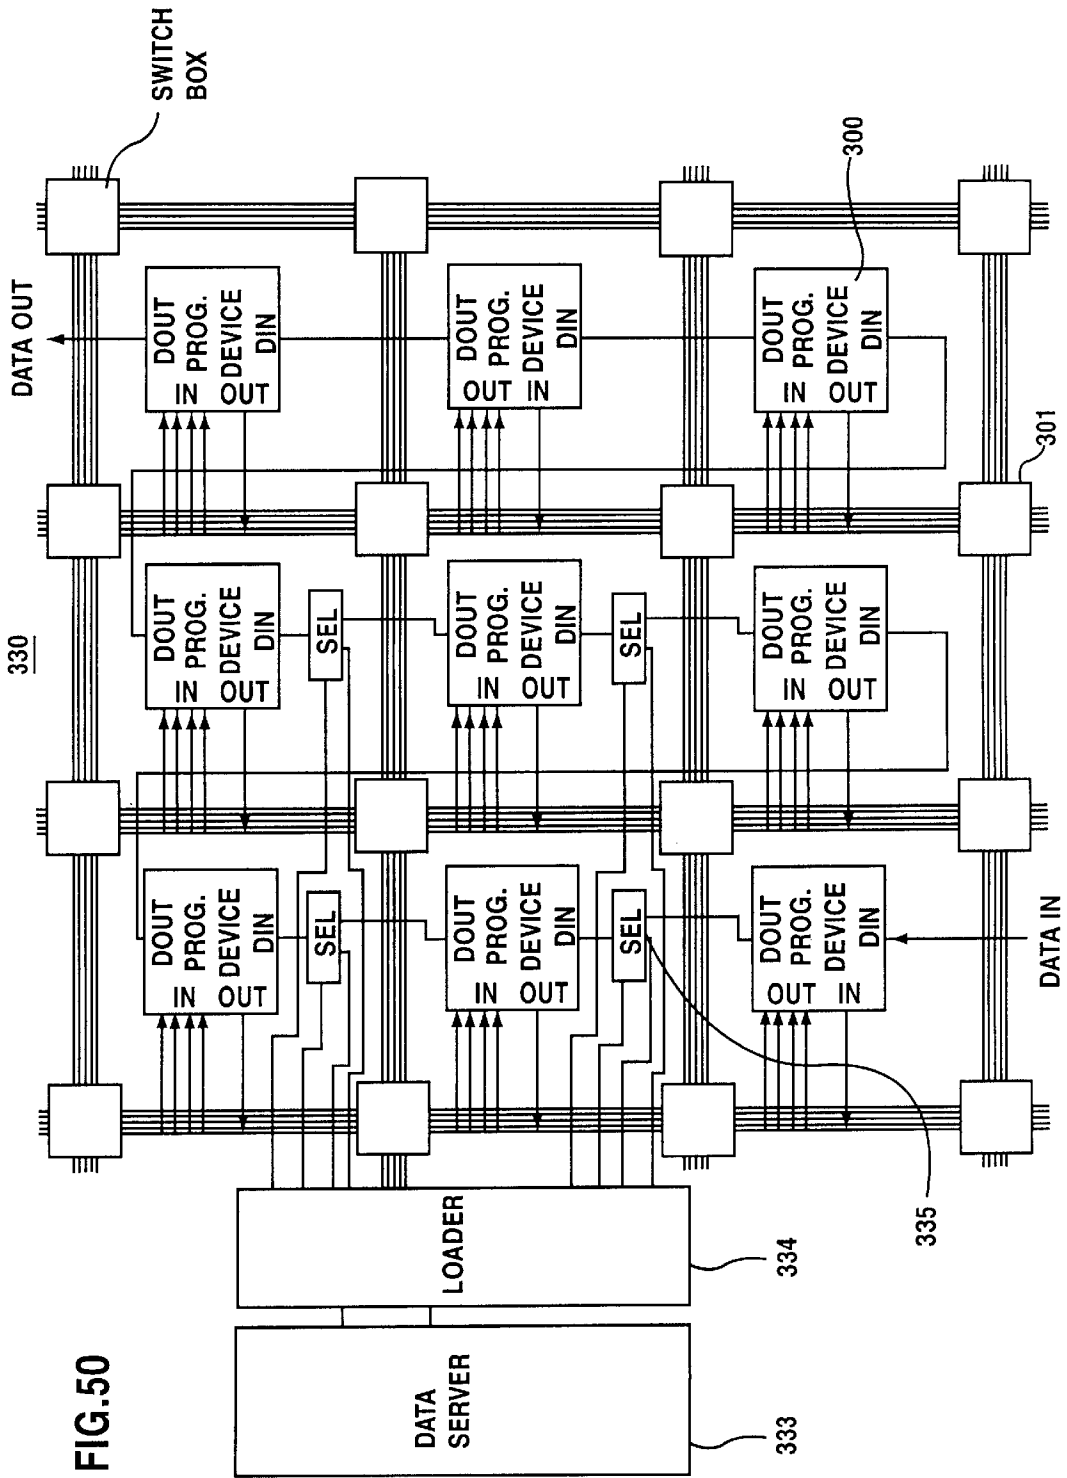 330
DATA OUT
FIG.50
SWITCH
BOX
DOUT
IN PROG.
OUT DEVICE
DIN
DOUT
IN PROG.
OUT DEVICE
DIN
DOUT
IN PROG.
OUT DEVICE
DIN
SEL
SEL
DATA
SERVER
LOADER
DOUT
IN PROG.
OUT DEVICE
DIN
DOUT
IN PROG.
OUT DEVICE
DIN
DOUT
OUT PROG.
IN DEVICE
DIN
SEL
SEL
DOUT
OUT PROG.
IN DEVICE
DIN
DOUT
IN PROG.
OUT DEVICE
DIN
DOUT
IN PROG.
OUT DEVICE
DIN
333
334
335
300
DATA IN
301